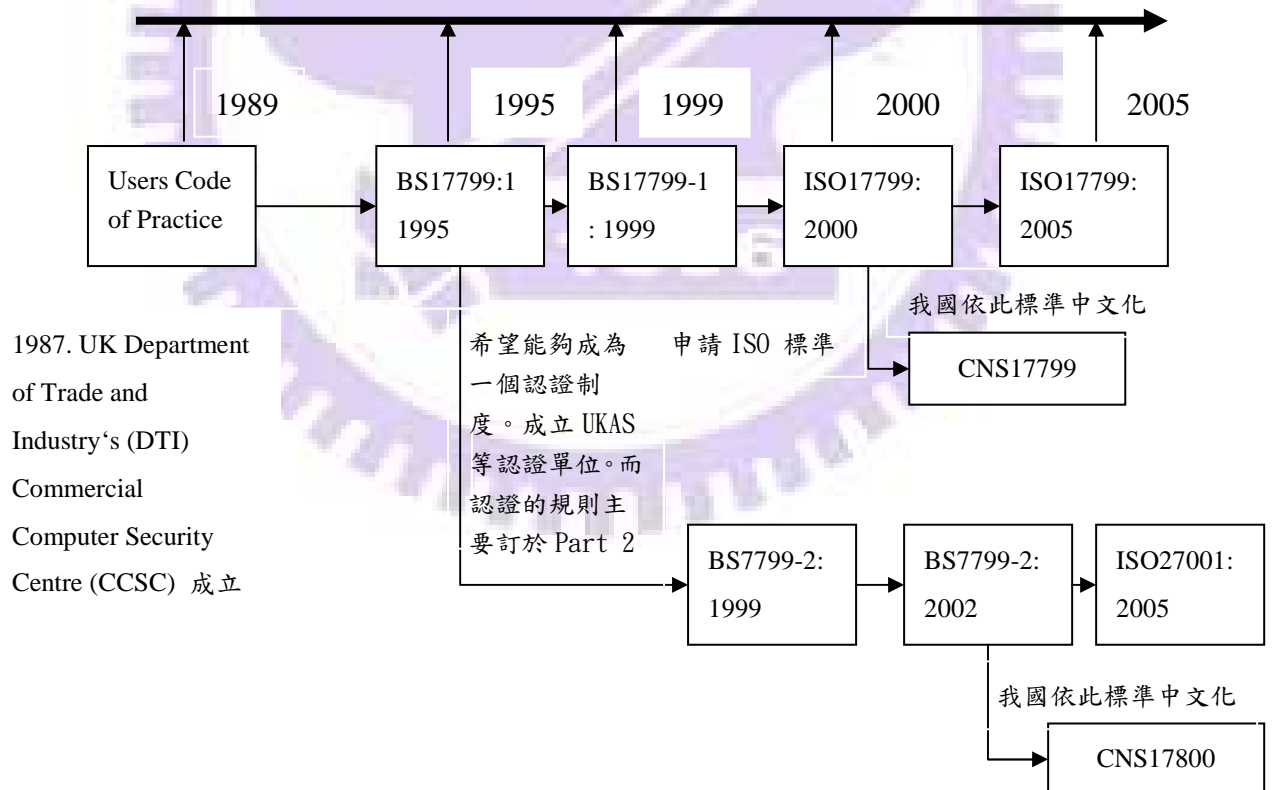 1989
1995
1999
2000
2005
Users Code
of Practice
BS17799:1
1995
BS17799-1
: 1999
ISO17799:
2000
ISO17799:
2005
我國依此標準中文化
CNS17799
1987. UK Department
of Trade and
Industry‘s (DTI)
Commercial
Computer Security
Centre (CCSC) 成立
希望能夠成為
一個認證制
度。成立 UKAS
等認證單位。而
認證的規則主
要訂於 Part 2
申請 ISO 標準
BS7799-2:
1999
BS7799-2:
2002
ISO27001:
2005
我國依此標準中文化
CNS17800